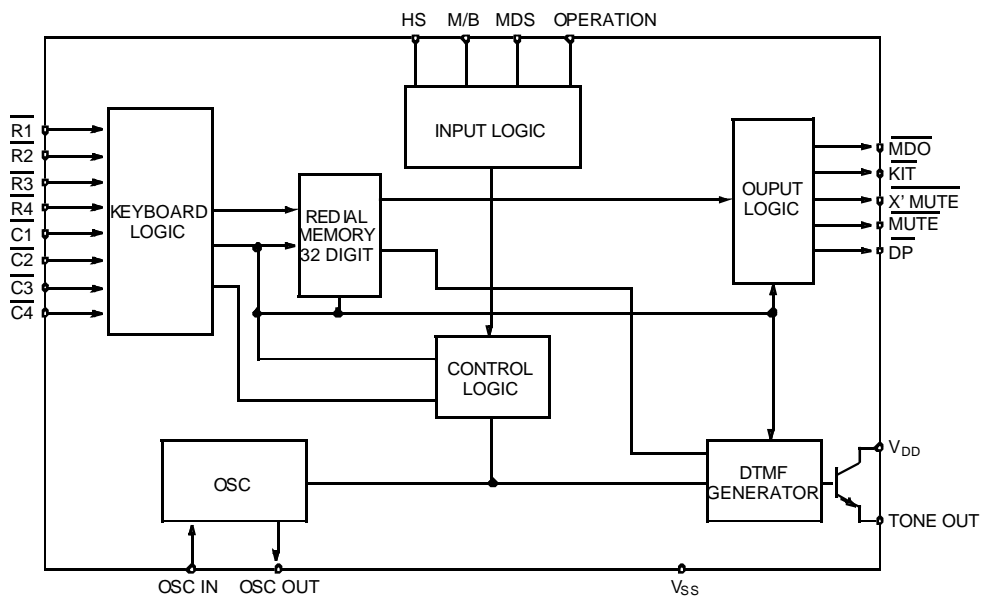 HS M/B MDS OPERATION
R1
R2
R3
R4
C1
C2
C3
C4
KEYBOARD
LOGIC
REDIAL
MEMORY
32 DIGIT
INPUT LOGIC
CONTROL
LOGIC
OUPUT
LOGIC
MDO
KIT
X' MUTE
MUTE
DP
OSC
DTMF
GENERATOR
VDD
TONE OUT
OSC IN OSC OUT VSS